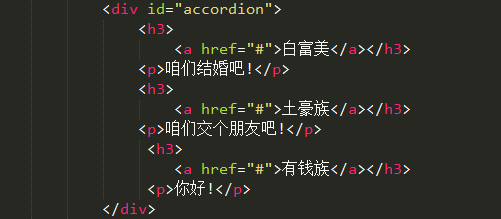 <div id="accordion">
<h3>
<a href="#">白富美</a></h3>
<p>咱们结婚吧!</p>
<h3>
<a href="#">土豪族</a></h3>
<p>咱们交个朋友吧!</p>
<h3>
<a href="#">有钱族</a></h3>
<p>你好!</p>
</div>